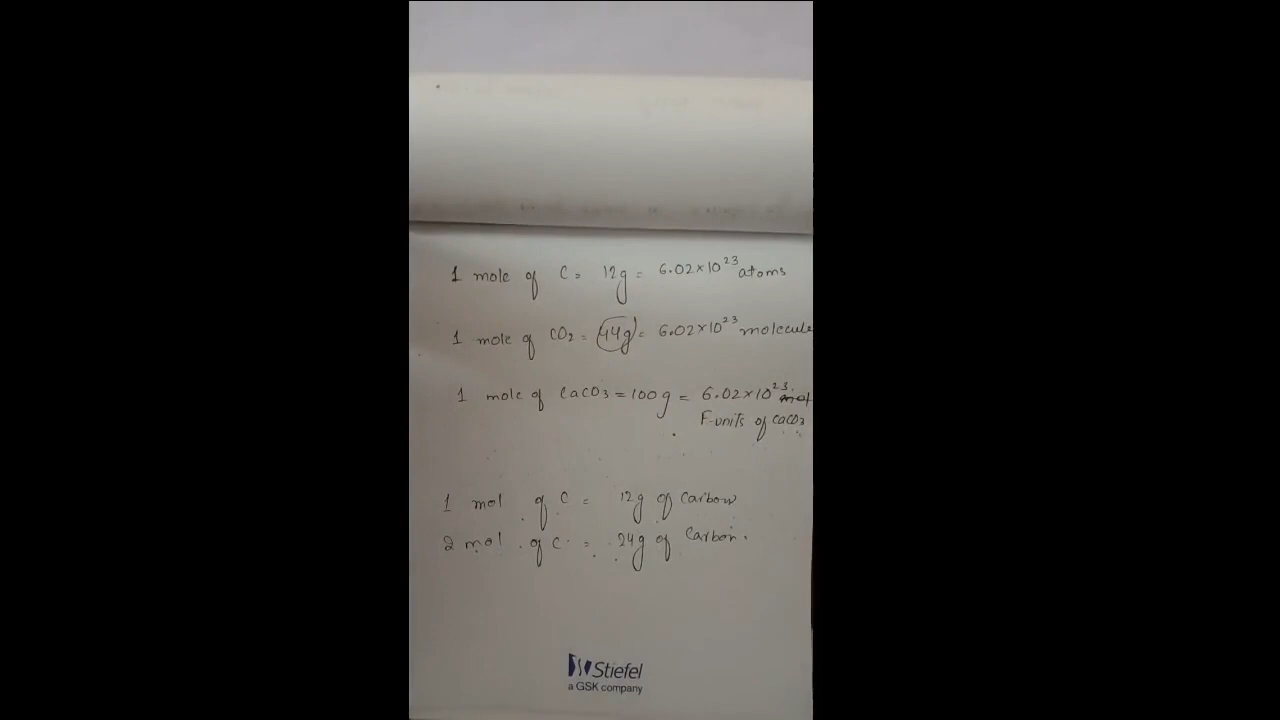 1 mole of C = 12g = 6.02×10²³ atoms
1 mole of CO₂ = 44g = 6.02×10²³ molecule
1 mole of CaCO₃ = 100g = 6.02×10²³
F-units of CaCO₃
1 mol of C = 12g of Carbon
2 mol of C = 24g of Carbon.
Stiefel
a GSK company